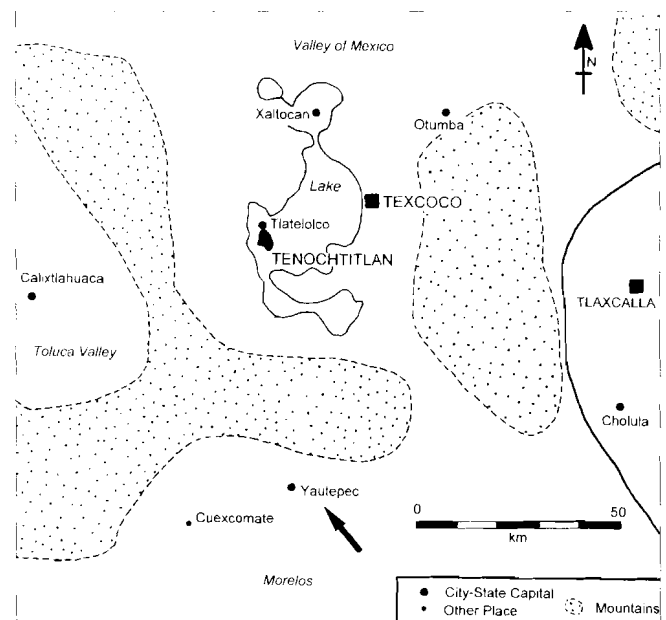 Valley of Mexico
N
Xaltocan
Otumba
Lake
TEXCOCO
Tlatelolco
TENOCHTITLAN
Calixtlahuaca
TLAXCALLA
Toluca Valley
Cholula
Yautepec
Cuexcomate
0 50
km
Morelos
City-State Capital
Other Place
Mountains